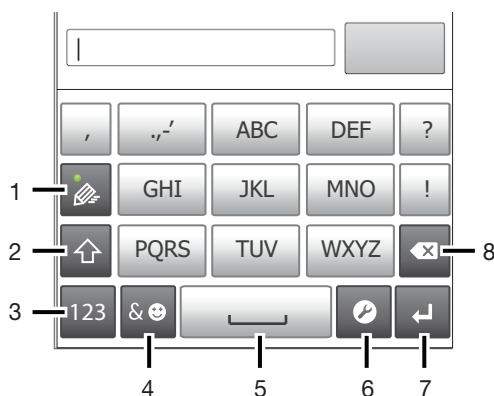 , .,-′ ABC DEF ?
1 GHI JKL MNO !
2 PQRS TUV WXYZ 8
3 123 &
4 5 6 7